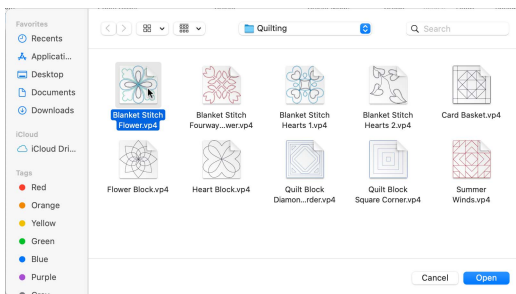 Favorites
Recents
Applicati...
Desktop
Documents
Downloads
iCloud
iCloud Dri...
Tags
Red
Orange
Yellow
Green
Blue
Purple
Quilting
Search
Blanket Stitch
Flower.vp4
Blanket Stitch
Fourway...wer.vp4
Blanket Stitch
Hearts 1.vp4
Blanket Stitch
Hearts 2.vp4
Card Basket.vp4
Flower Block.vp4
Heart Block.vp4
Quilt Block
Diamon...rder.vp4
Quilt Block
Square Corner.vp4
Summer
Winds.vp4
Cancel
Open